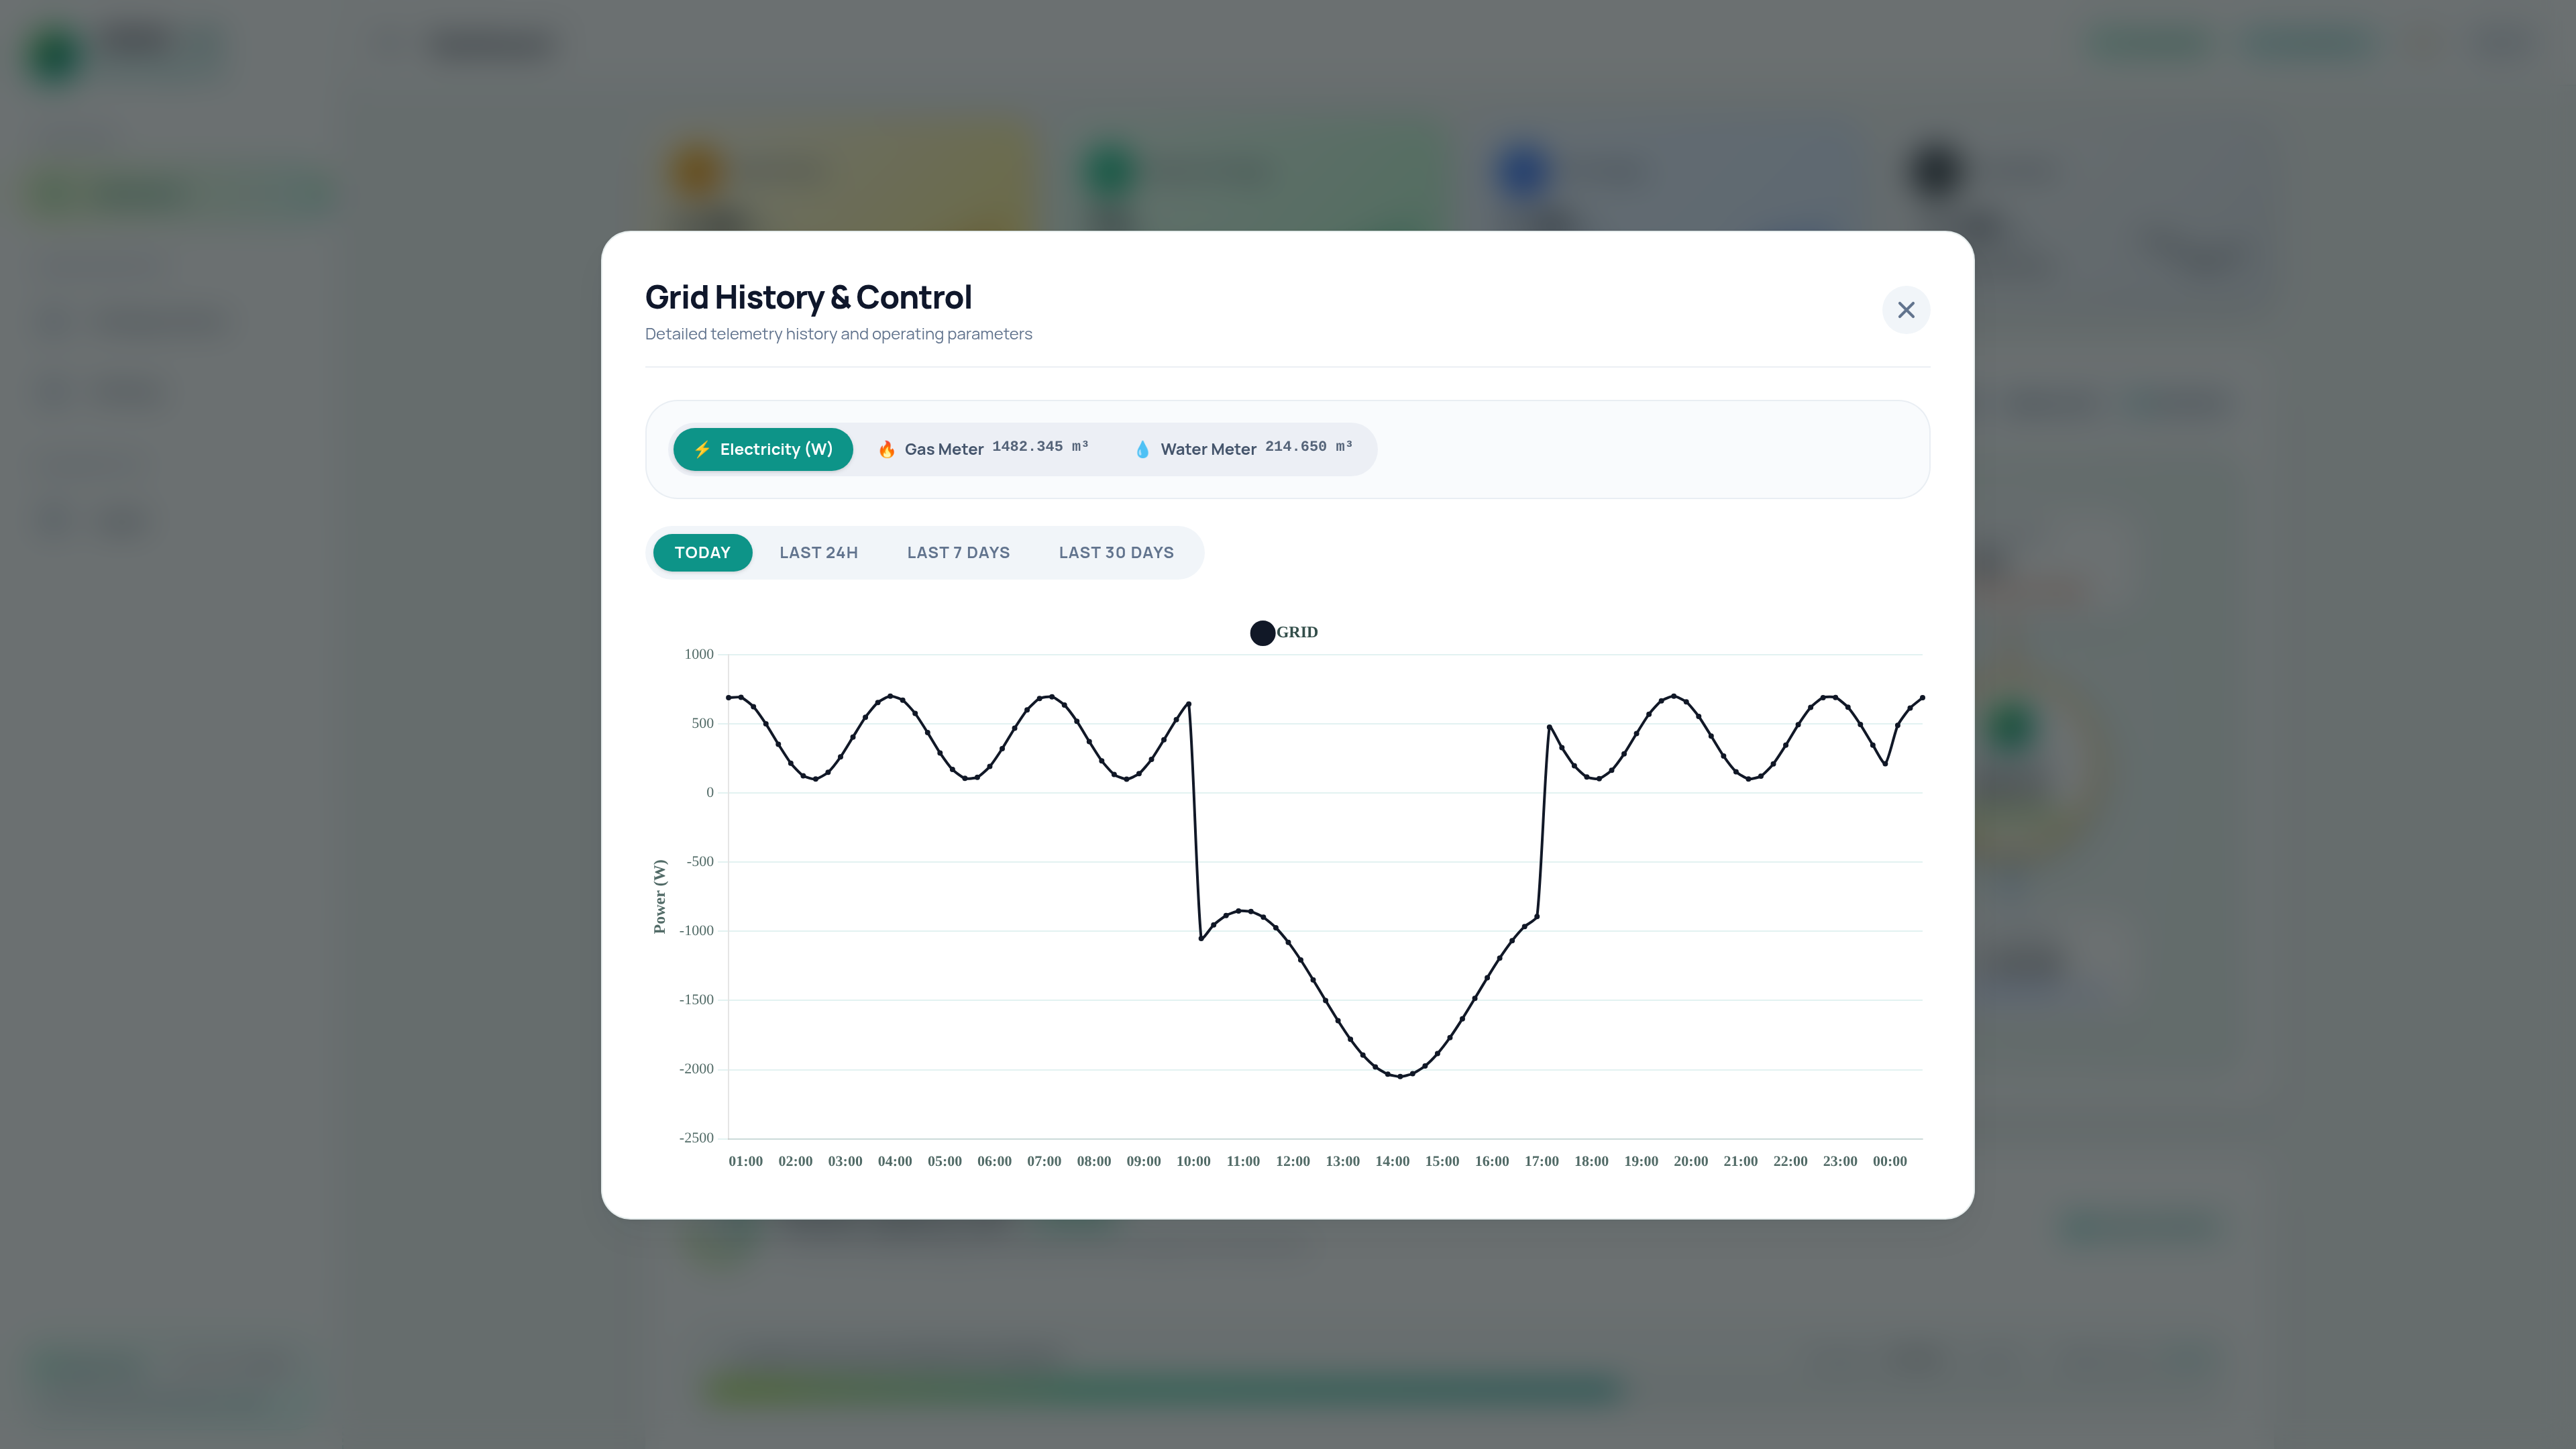 Grid History & Control
Detailed telemetry history and operating parameters
⚡ Electricity (W) 🔥 Gas Meter 1482.345 m³ 💧 Water Meter 214.650 m³
TODAY LAST 24H LAST 7 DAYS LAST 30 DAYS
GRID
1000
500
0
-500
-1000
-1500
-2000
-2500
Power (W)
01:00 02:00 03:00 04:00 05:00 06:00 07:00 08:00 09:00 10:00 11:00 12:00 13:00 14:00 15:00 16:00 17:00 18:00 19:00 20:00 21:00 22:00 23:00 00:00